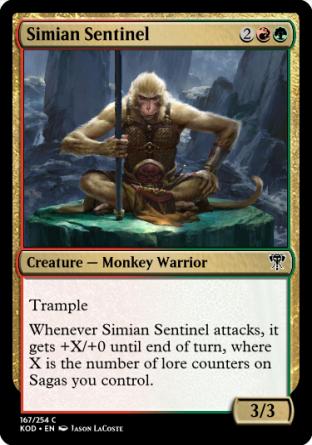 Simian Sentinel 2
Creature — Monkey Warrior
Trample
Whenever Simian Sentinel attacks, it
gets +X/+0 until end of turn, where
X is the number of lore counters on
Sagas you control.
3/3
167/254 C
KOD • EN Jason LaCoste